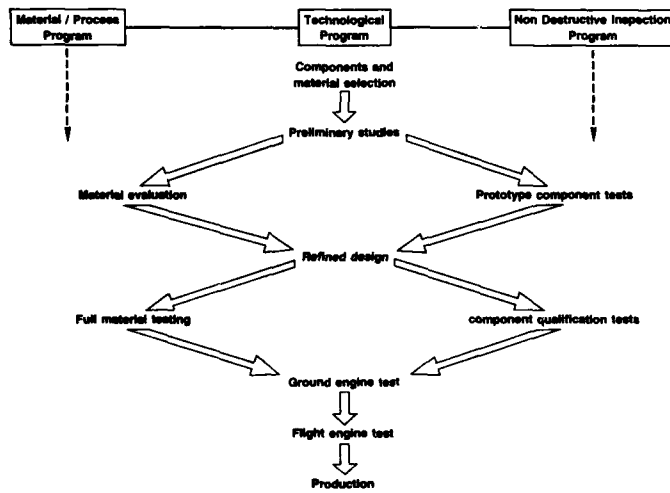 Material / Process
Program
Technological
Program
Non Destructive Inspection
Program
Components and
material selection
Preliminary studies
Material evaluation
Prototype component tests
Refined design
Full material testing
component qualification tests
Ground engine test
Flight engine test
Production